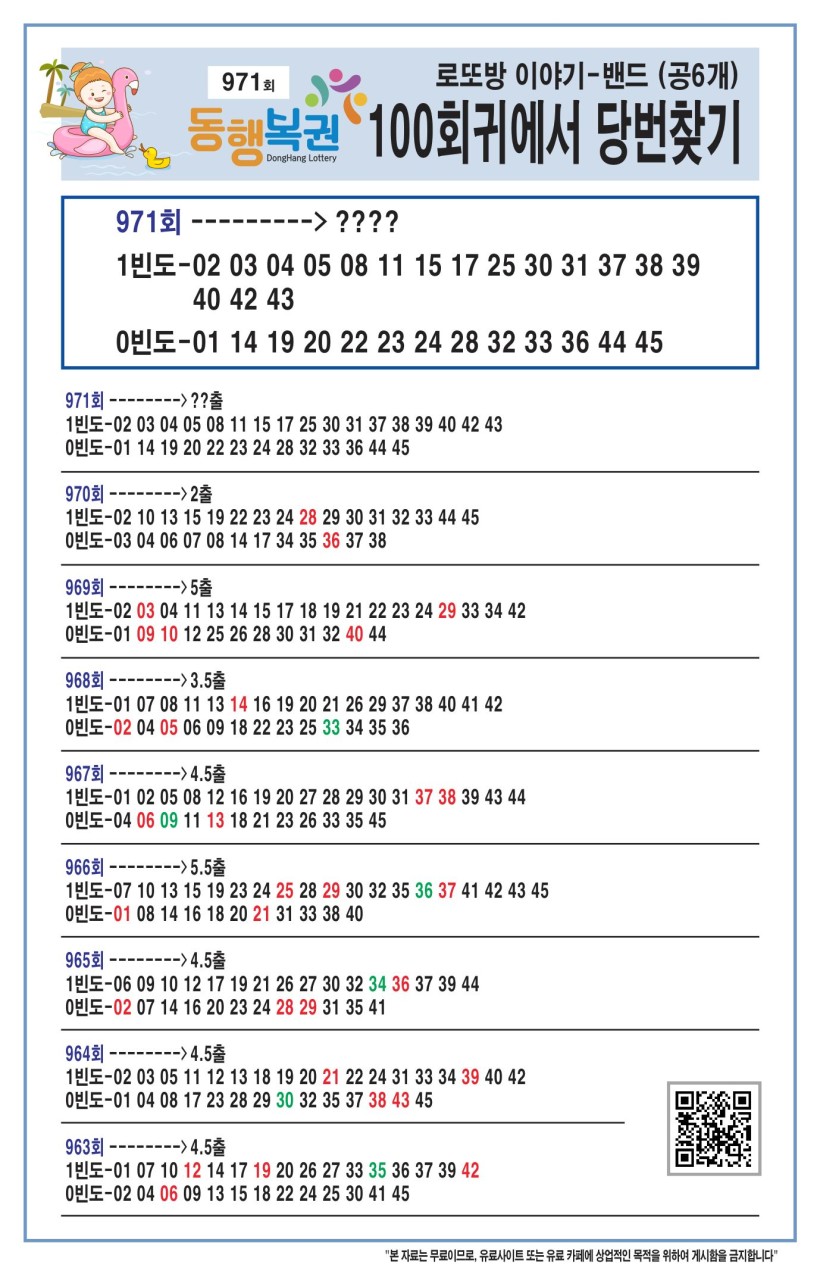 971회
로또방 이야기-밴드 (공6개)
동행복권
DongHang Lottery
100회귀에서 당번찾기
971회 ---------> ????
1빈도-02 03 04 05 08 11 15 17 25 30 31 37 38 39
40 42 43
0빈도-01 14 19 20 22 23 24 28 32 33 36 44 45
971회 -------->??출
1빈도-02 03 04 05 08 11 15 17 25 30 31 37 38 39 40 42 43
0빈도-01 14 19 20 22 23 24 28 32 33 36 44 45
970회 -------->2출
1빈도-02 10 13 15 19 22 23 24 28 29 30 31 32 33 44 45
0빈도-03 04 06 07 08 14 17 34 35 36 37 38
969회 -------->5출
1빈도-02 03 04 11 13 14 15 17 18 19 21 22 23 24 29 33 34 42
0빈도-01 09 10 12 25 26 28 30 31 32 40 44
968회 -------->3.5출
1빈도-01 07 08 11 13 14 16 19 20 21 26 29 37 38 40 41 42
0빈도-02 04 05 06 09 18 22 23 25 33 34 35 36
967회 -------->4.5출
1빈도-01 02 05 08 12 16 19 20 27 28 29 30 31 37 38 39 43 44
0빈도-04 06 09 11 13 18 21 23 26 33 35 45
966회 -------->5.5출
1빈도-07 10 13 15 19 23 24 25 28 29 30 32 35 36 37 41 42 43 45
0빈도-01 08 14 16 18 20 21 31 33 38 40
965회 -------->4.5출
1빈도-06 09 10 12 17 19 21 26 27 30 32 34 36 37 39 44
0빈도-02 07 14 16 20 23 24 28 29 31 35 41
964회 -------->4.5출
1빈도-02 03 05 11 12 13 18 19 20 21 22 24 31 33 34 39 40 42
0빈도-01 04 08 17 23 28 29 30 32 35 37 38 43 45
963회 -------->4.5출
1빈도-01 07 10 12 14 17 19 20 26 27 33 35 36 37 39 42
0빈도-02 04 06 09 13 15 18 22 24 25 30 41 45
"본 자료는 무료이므로, 유료사이트 또는 유료 카페에 상업적인 목적을 위하여 게시함을 금지합니다"